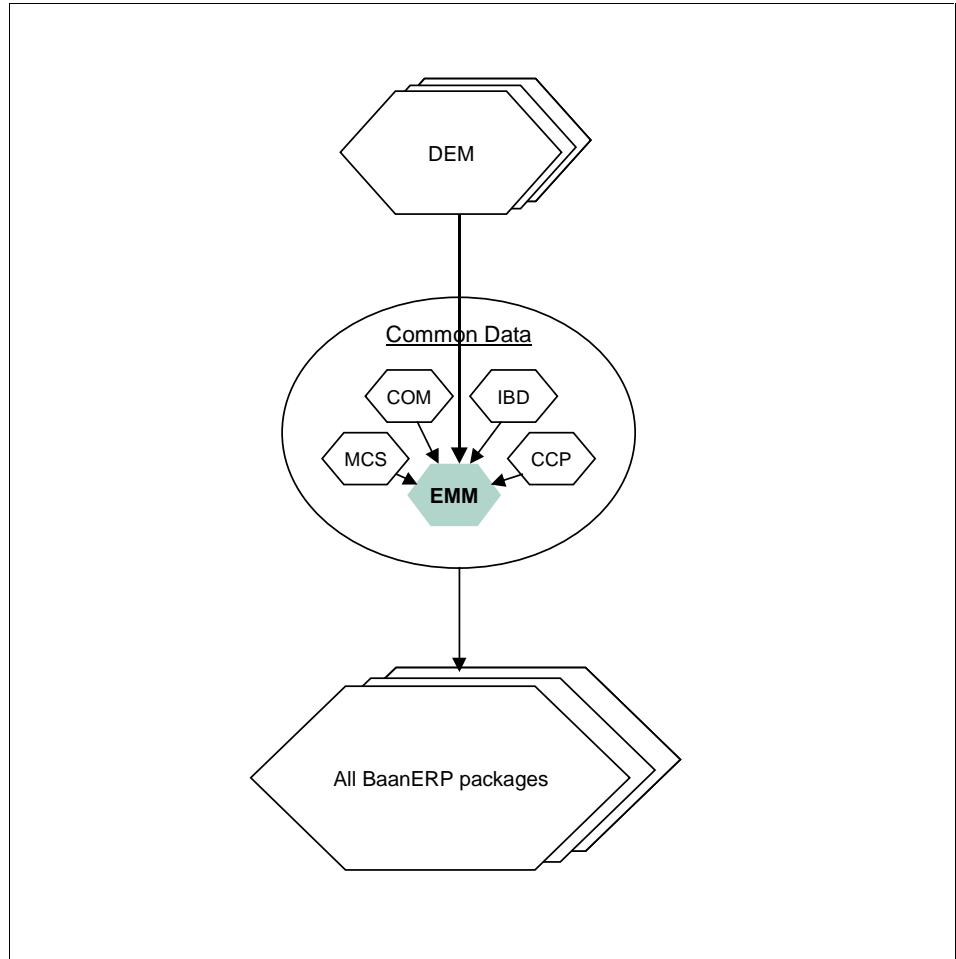 DEM
Common Data
COM
IBD
MCS
CCP
EMM
All BaanERP packages